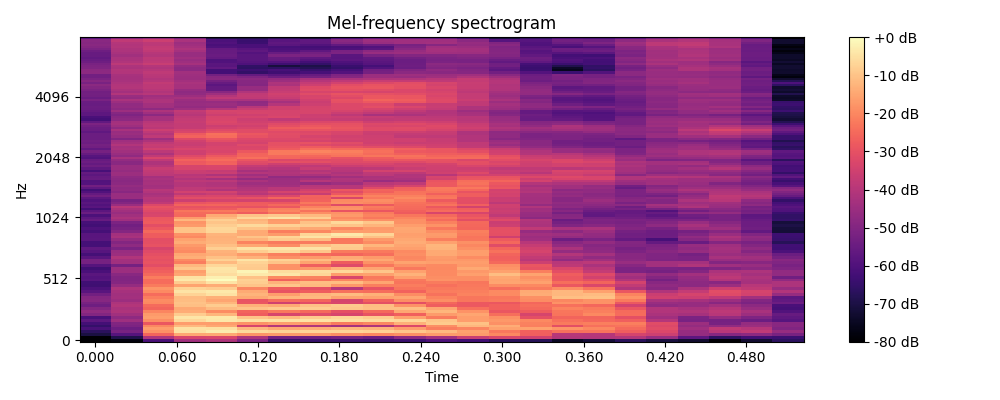 Mel-frequency spectrogram
Hz
4096
2048
1024
512
0
0.000 0.060 0.120 0.180 0.240 0.300 0.360 0.420 0.480
Time
+0 dB
-10 dB
-20 dB
-30 dB
-40 dB
-50 dB
-60 dB
-70 dB
-80 dB